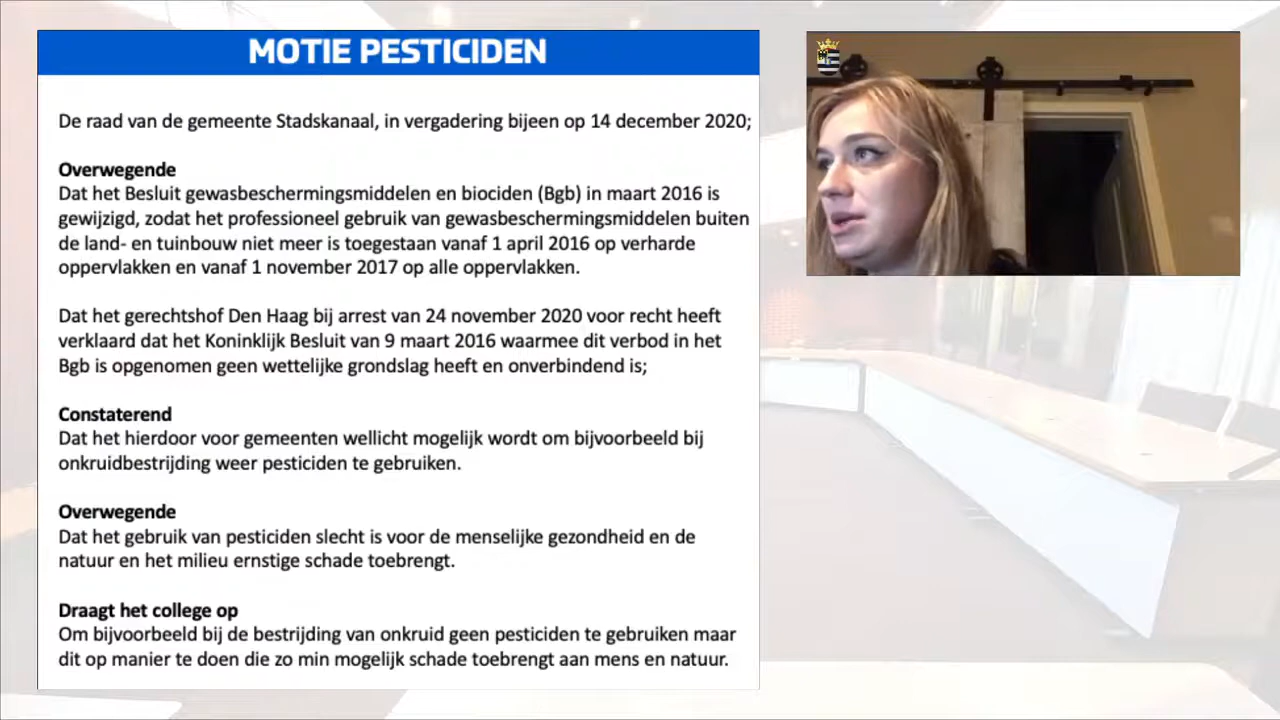 MOTIE PESTICIDEN
De raad van de gemeente Stadskanaal, in vergadering bijeen op 14 december 2020;
Overwegende
Dat het Besluit gewasbeschermingsmiddelen en biociden (Bgb) in maart 2016 is
gewijzigd, zodat het professioneel gebruik van gewasbeschermingsmiddelen buiten
de land- en tuinbouw niet meer is toegestaan vanaf 1 april 2016 op verharde
oppervlakken en vanaf 1 november 2017 op alle oppervlakken.
Dat het gerechtshof Den Haag bij arrest van 24 november 2020 voor recht heeft
verklaard dat het Koninklijk Besluit van 9 maart 2016 waarmee dit verbod in het
Bgb is opgenomen geen wettelijke grondslag heeft en onverbindend is;
Constaterend
Dat het hierdoor voor gemeenten wellicht mogelijk wordt om bijvoorbeeld bij
onkruidbestrijding weer pesticiden te gebruiken.
Overwegende
Dat het gebruik van pesticiden slecht is voor de menselijke gezondheid en de
natuur en het milieu ernstige schade toebrengt.
Draagt het college op
Om bijvoorbeeld bij de bestrijding van onkruid geen pesticiden te gebruiken maar
dit op manier te doen die zo min mogelijk schade toebrengt aan mens en natuur.